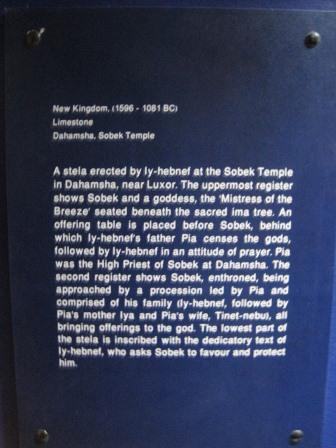 New Kingdom, (1596 - 1081 BC)
Limestone
Dahamsha, Sobek Temple
A stela erected by Iy-hebnef at the Sobek Temple
in Dahamsha, near Luxor. The uppermost register
shows Sobek and a goddess, the 'Mistress of the
Breeze' seated beneath the sacred ima tree. An
offering table is placed before Sobek, behind
which Iy-hebnef's father Pia censes the gods,
followed by Iy-hebnef in an attitude of prayer. Pia
was the High Priest of Sobek at Dahamsha. The
second register shows Sobek, enthroned, being
approached by a procession led by Pia and
comprised of his family (Iy-hebnef, followed by
Pia's mother Iya and Pia's wife, Tinet-nebu), all
bringing offerings to the god. The lowest part of
the stela is inscribed with the dedicatory text of
Iy-hebnef, who asks Sobek to favour and protect
him.